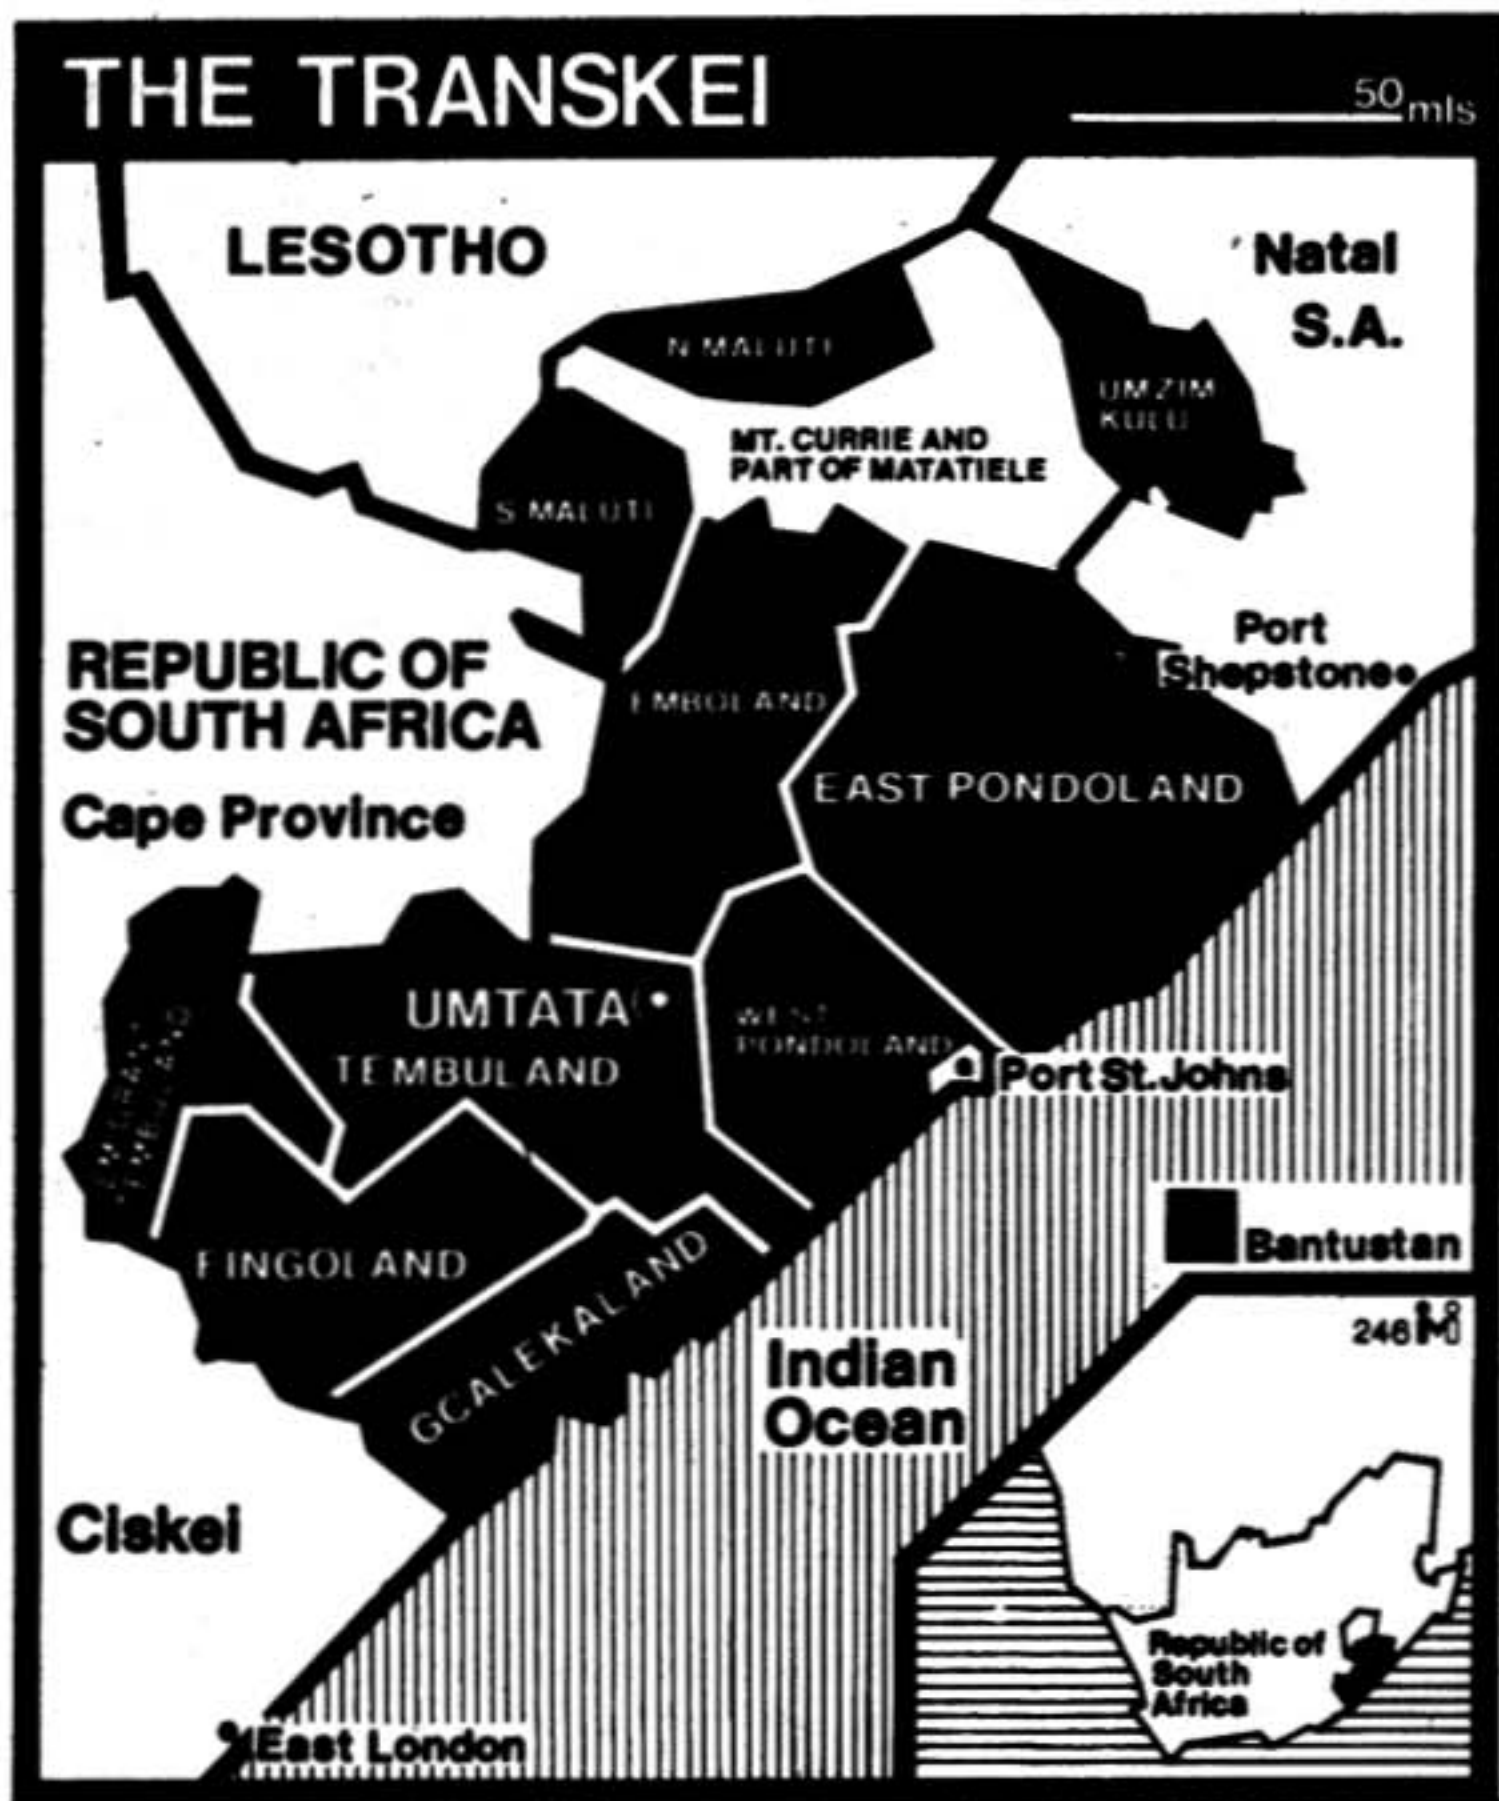 THE TRANSKEI
50 mls
LESOTHO
Natal
S.A.
N MALUTI
UMZIM
KULU
MT. CURRIE AND
PART OF MATATIELE
S MALUTI
Port
Shepstone
REPUBLIC OF
SOUTH AFRICA
EMBOLAND
EAST PONDOLAND
Cape Province
UMTATA
TEMBULAND
WEST
PONDOLAND
Port St. Johns
FINGOLAND
GCALEKALAND
Bantustan
Indian
Ocean
Ciskei
Republic of
South
Africa
East London